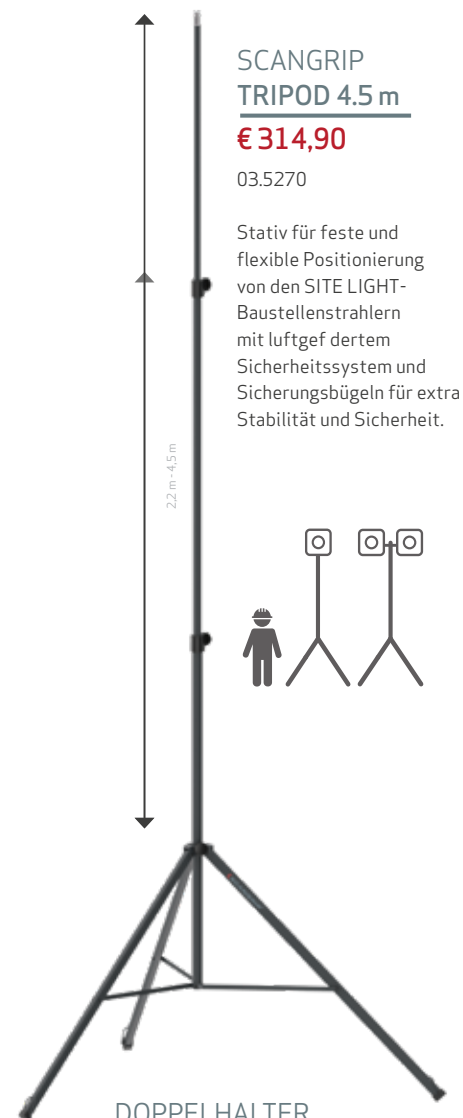 SCANGRIP
TRIPOD 4.5 m
€ 314,90
03.5270
Stativ für feste und
flexible Positionierung
von den SITE LIGHT-
Baustellenstrahlern
mit luftgef dertem
Sicherheitssystem und
Sicherungsbügeln für extra
Stabilität und Sicherheit.
2,2 m - 4,5 m
DOPPELHALTER